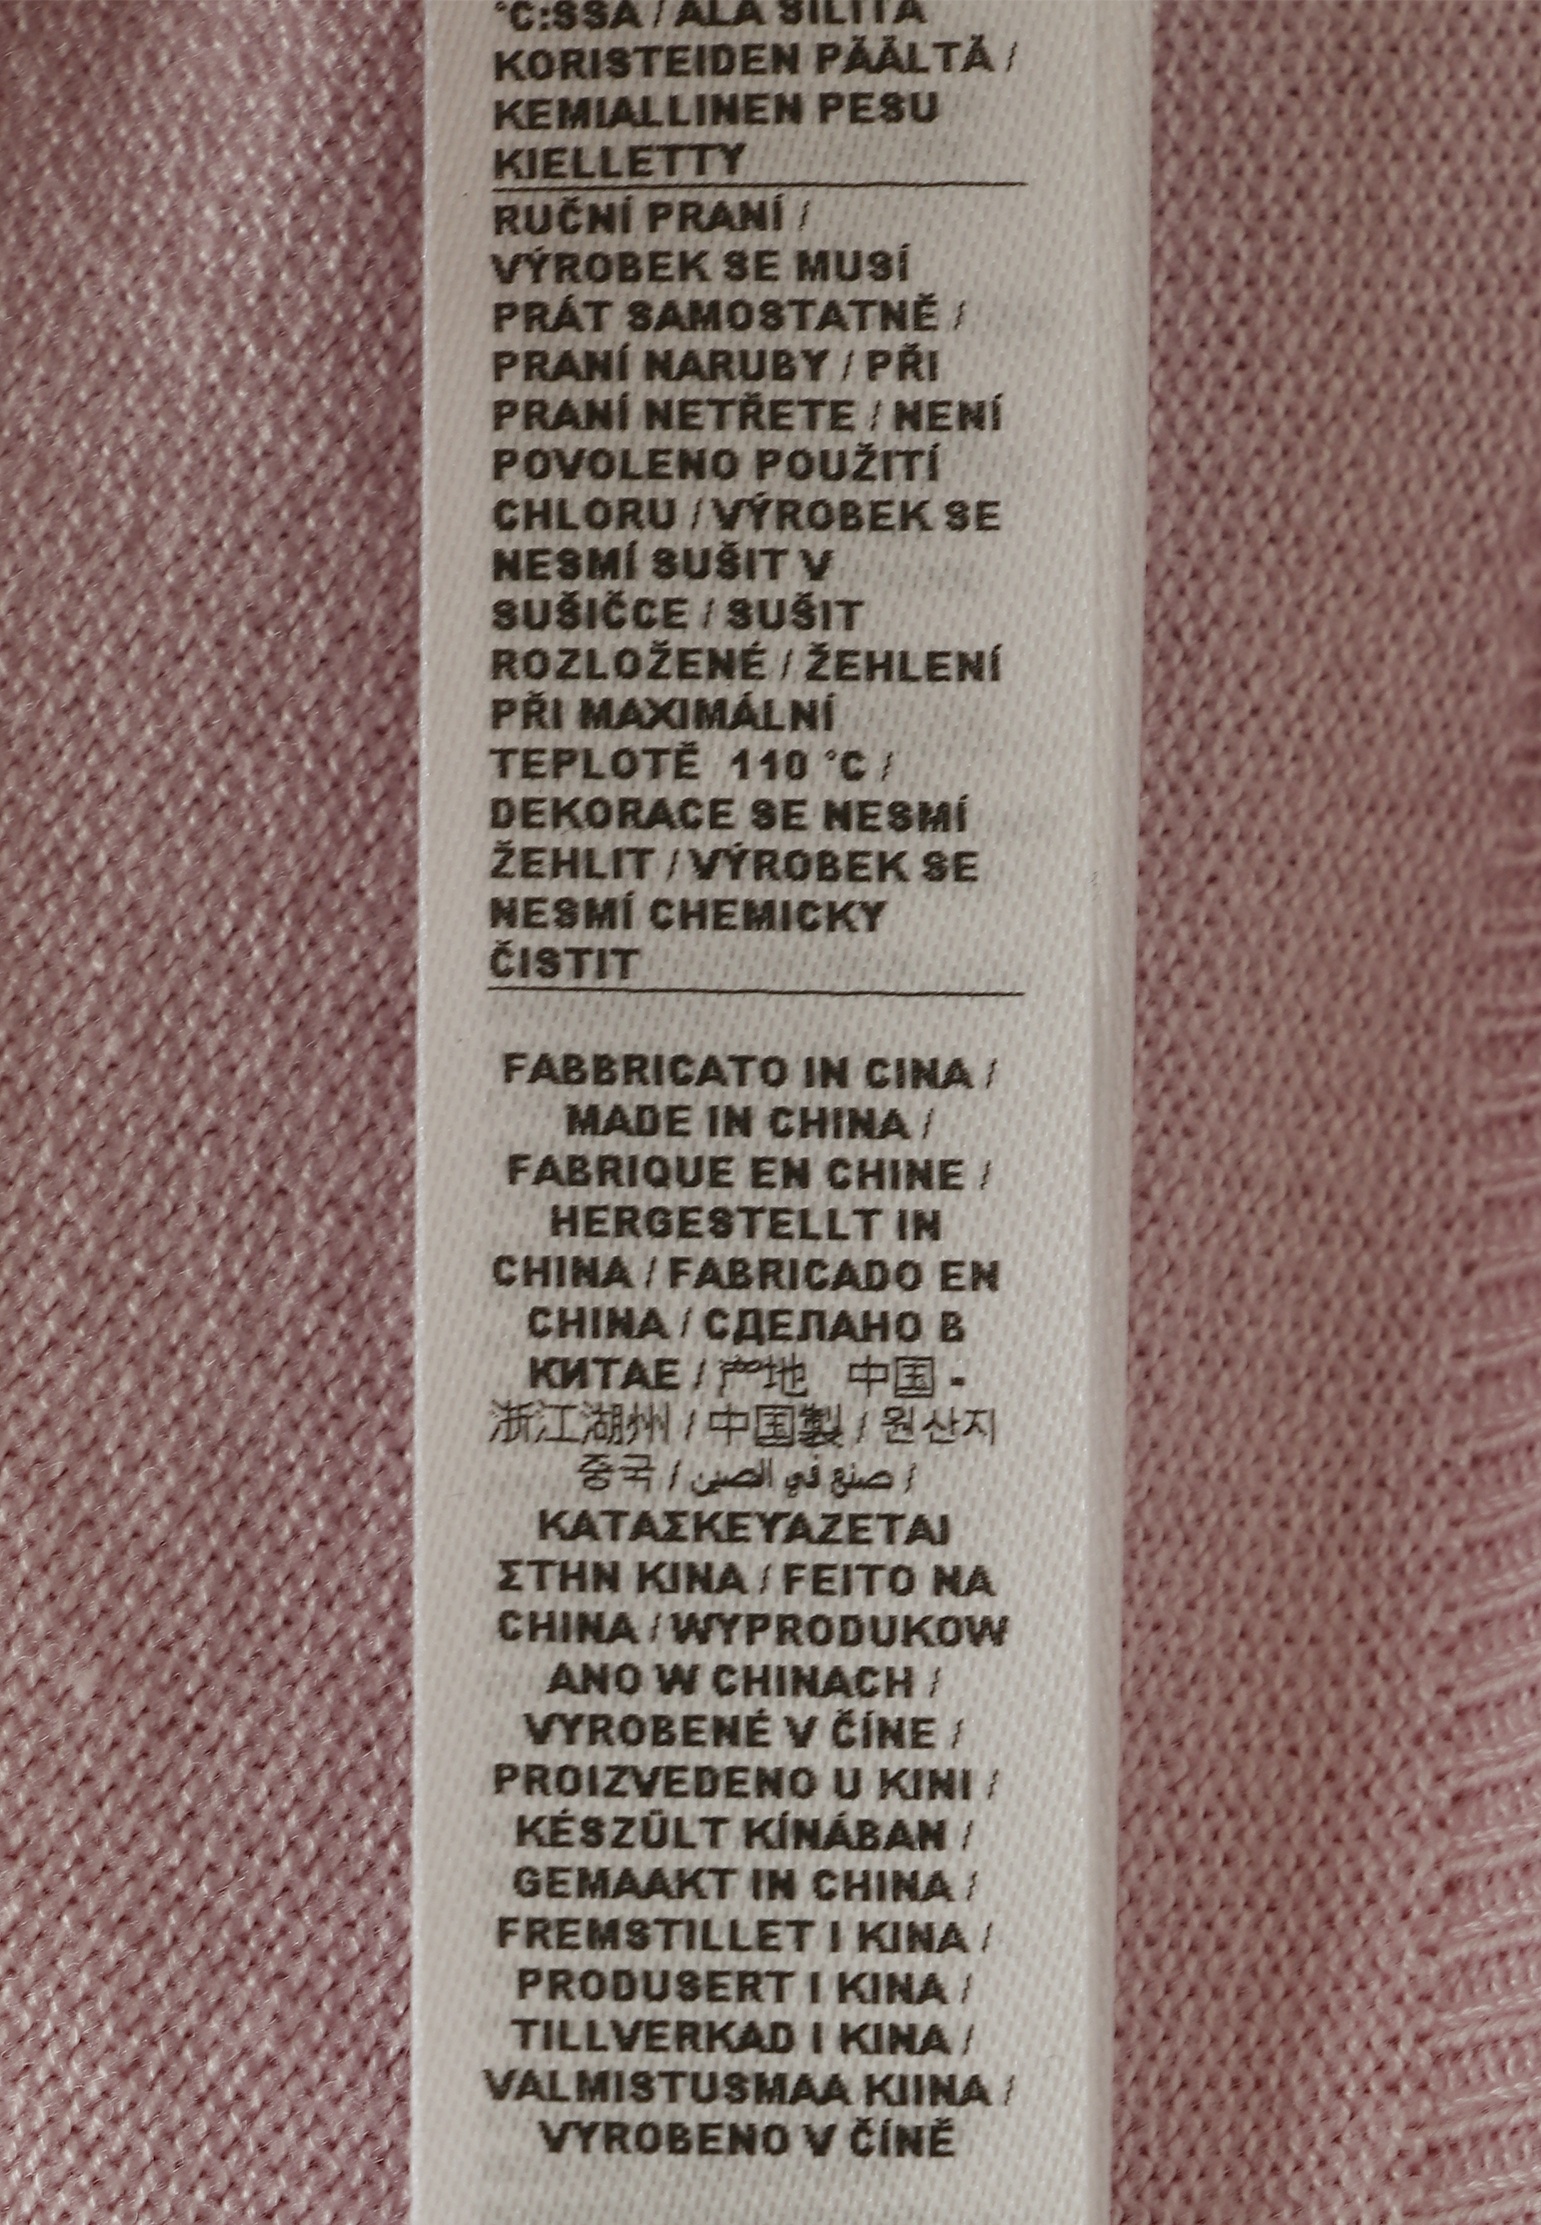 °C:SSA / ÄLÄ SILITÄ
KORISTEIDEN PÄÄLTÄ /
KEMIALLINEN PESU
KIELLETTY
RUČNÍ PRANÍ /
VÝROBEK SE MUSÍ
PRÁT SAMOSTATNĚ /
PRANÍ NARUBY / PŘI
PRANÍ NETŘETE / NENÍ
POVOLENO POUŽITÍ
CHLORU / VÝROBEK SE
NESMÍ SUŠIT V
SUŠIČCE / SUŠIT
ROZLOŽENÉ / ŽEHLENÍ
PŘI MAXIMÁLNÍ
TEPLOTĚ 110 °C /
DEKORACE SE NESMÍ
ŽEHLIT / VÝROBEK SE
NESMÍ CHEMICKY
ČISTIT
FABBRICATO IN CINA /
MADE IN CHINA /
FABRIQUE EN CHINE /
HERGESTELLT IN
CHINA / FABRICADO EN
CHINA / СДЕЛАНО В
КИТАЕ / 产地 中国 -
浙江湖州 / 中国製 / 원산지
중국 / صنع في الصين /
ΚΑΤΑΣΚΕΥΑΖΕΤΑΙ
ΣΤΗΝ ΚΙΝΑ / FEITO NA
CHINA / WYPRODUKOW
ANO W CHINACH /
VYROBENÉ V ČÍNE /
PROIZVEDENO U KINI /
KÉSZÜLT KÍNÁBAN /
GEMAAKT IN CHINA /
FREMSTILLET I KINA /
PRODUSERT I KINA /
TILLVERKAD I KINA /
VALMISTUSMAA KIINA /
VYROBENO V ČÍNĚ